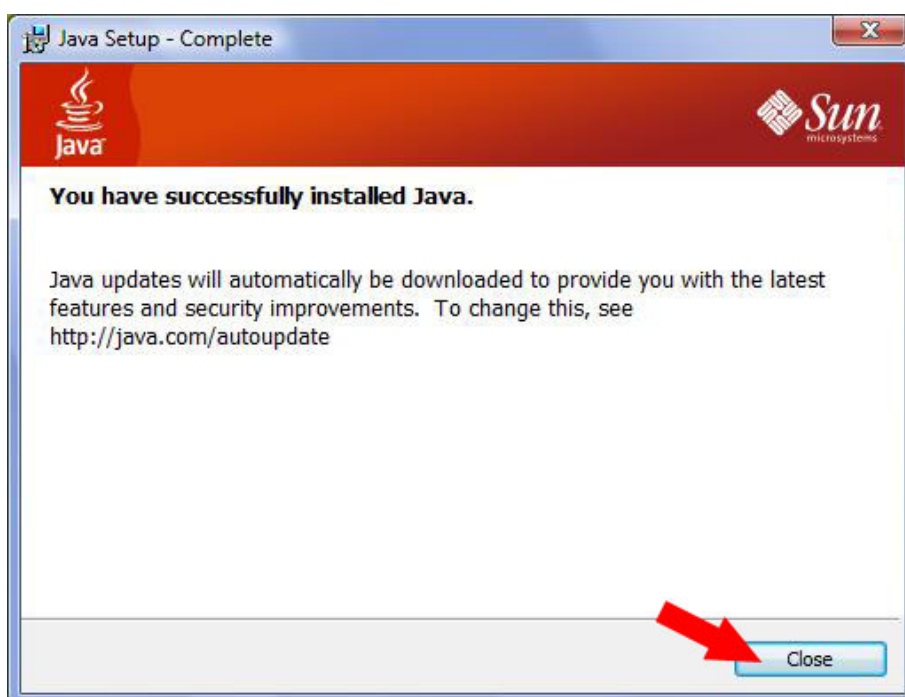 Java Setup - Complete
Java
Sun
microsystems
You have successfully installed Java.
Java updates will automatically be downloaded to provide you with the latest
features and security improvements.  To change this, see
http://java.com/autoupdate
Close